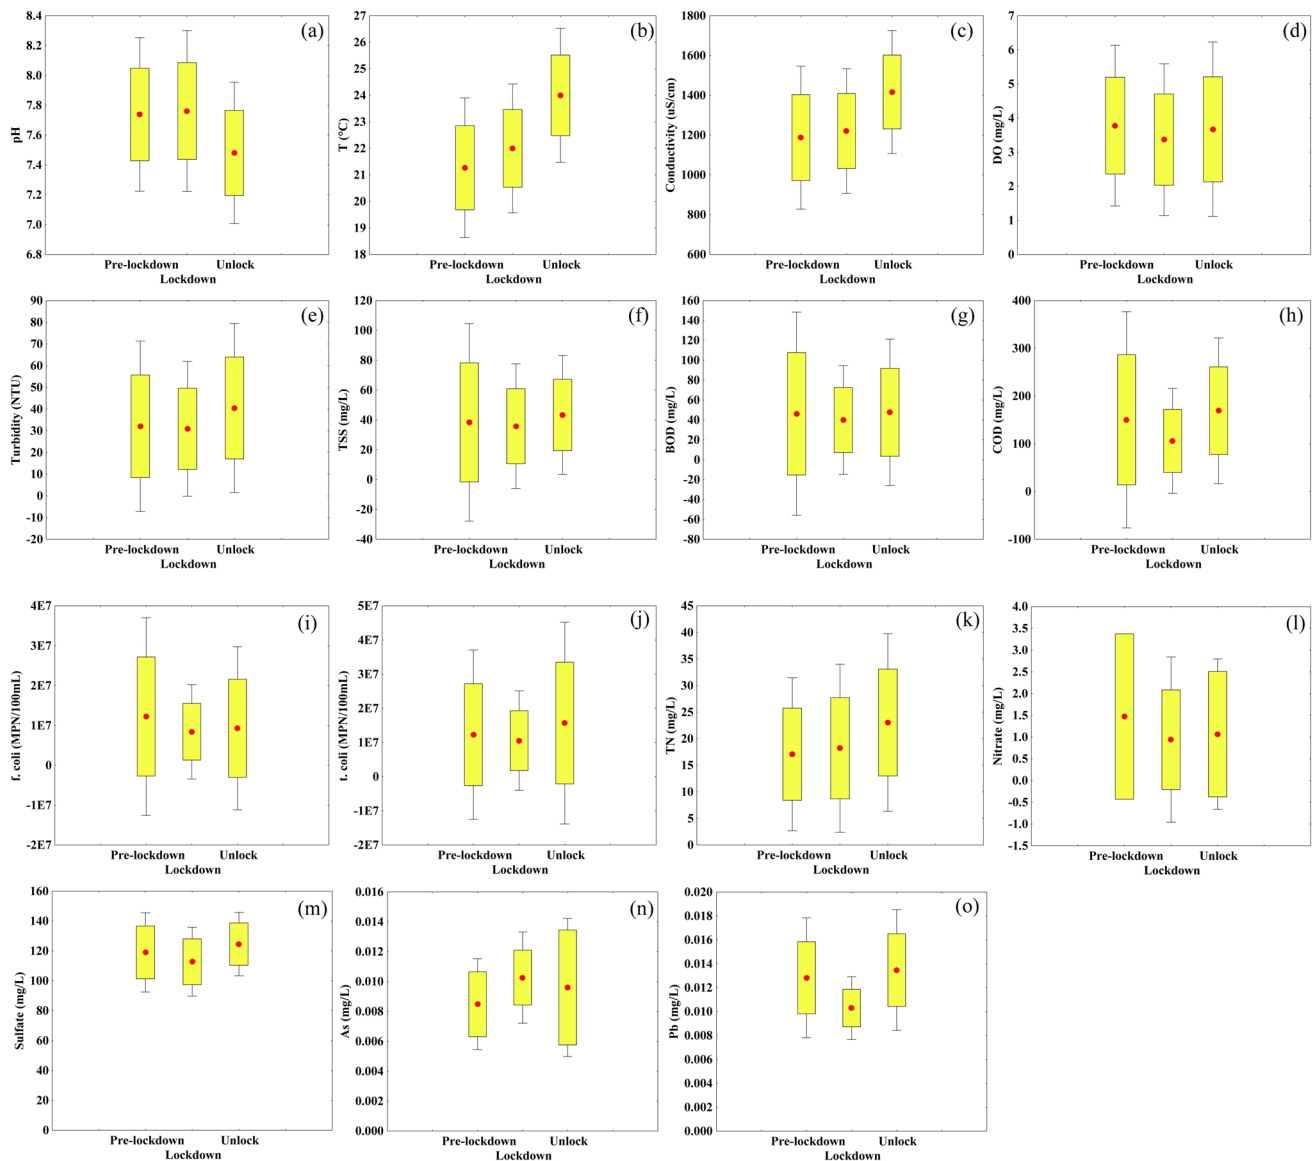 (a)
pH
8.4
8.2
8.0
7.8
7.6
7.4
7.2
7.0
6.8
Pre-lockdown Unlock
Lockdown
(b)
T (°C)
27
26
25
24
23
22
21
20
19
18
Pre-lockdown Unlock
Lockdown
(c)
Conductivity (uS/cm)
1800
1600
1400
1200
1000
800
600
Pre-lockdown Unlock
Lockdown
(d)
DO (mg/L)
7
6
5
4
3
2
1
0
Pre-lockdown Unlock
Lockdown
(e)
Turbidity (NTU)
90
80
70
60
50
40
30
20
10
0
-10
-20
Pre-lockdown Unlock
Lockdown
(f)
TSS (mg/L)
120
100
80
60
40
20
0
-20
-40
Pre-lockdown Unlock
Lockdown
(g)
BOD (mg/L)
160
140
120
100
80
60
40
20
0
-20
-40
-60
-80
Pre-lockdown Unlock
Lockdown
(h)
COD (mg/L)
400
300
200
100
0
-100
Pre-lockdown Unlock
Lockdown
(i)
f. coli (MPN/100mL)
4E7
3E7
2E7
1E7
0
-1E7
-2E7
Pre-lockdown Unlock
Lockdown
(j)
t. coli (MPN/100mL)
5E7
4E7
3E7
2E7
1E7
0
-1E7
-2E7
Pre-lockdown Unlock
Lockdown
(k)
TN (mg/L)
45
40
35
30
25
20
15
10
5
0
Pre-lockdown Unlock
Lockdown
(l)
Nitrate (mg/L)
4.0
3.5
3.0
2.5
2.0
1.5
1.0
0.5
0.0
-0.5
-1.0
-1.5
Pre-lockdown Unlock
Lockdown
(m)
Sulfate (mg/L)
160
140
120
100
80
60
40
20
0
Pre-lockdown Unlock
Lockdown
(n)
As (mg/L)
0.016
0.014
0.012
0.010
0.008
0.006
0.004
0.002
0.000
Pre-lockdown Unlock
Lockdown
(o)
Pb (mg/L)
0.020
0.018
0.016
0.014
0.012
0.010
0.008
0.006
0.004
0.002
0.000
Pre-lockdown Unlock
Lockdown